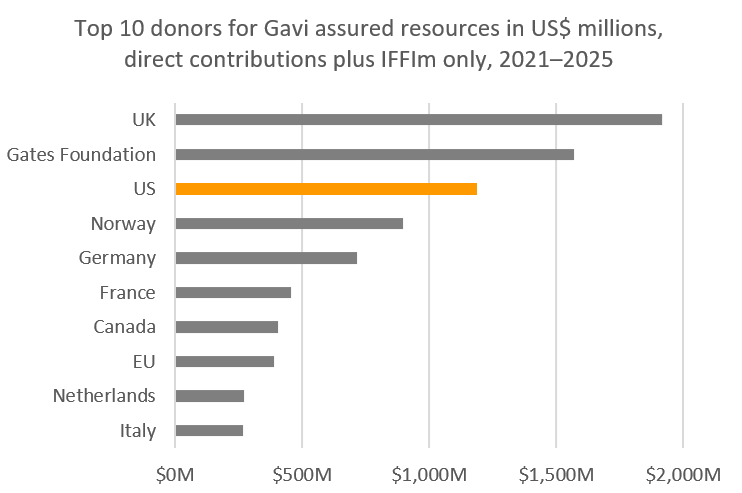 Top 10 donors for Gavi assured resources in US$ millions,
direct contributions plus IFFIm only, 2021–2025
UK
Gates Foundation
US
Norway
Germany
France
Canada
EU
Netherlands
Italy
$0M $500M $1,000M $1,500M $2,000M